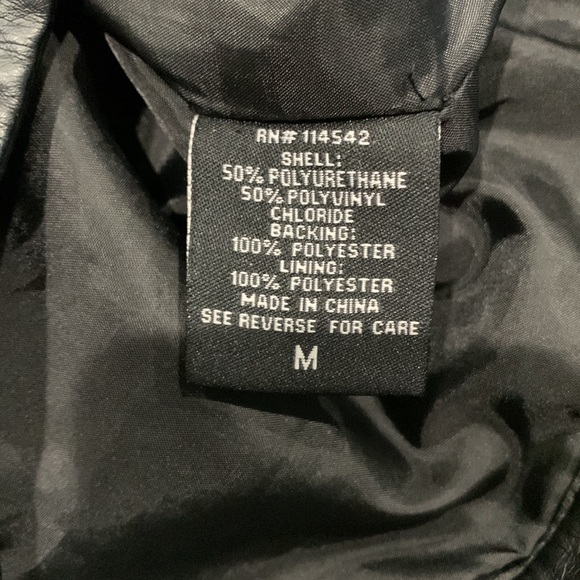 RN# 114542
SHELL:
50% POLYURETHANE
50% POLYVINYL
CHLORIDE
BACKING:
100% POLYESTER
LINING:
100% POLYESTER
MADE IN CHINA
SEE REVERSE FOR CARE
M